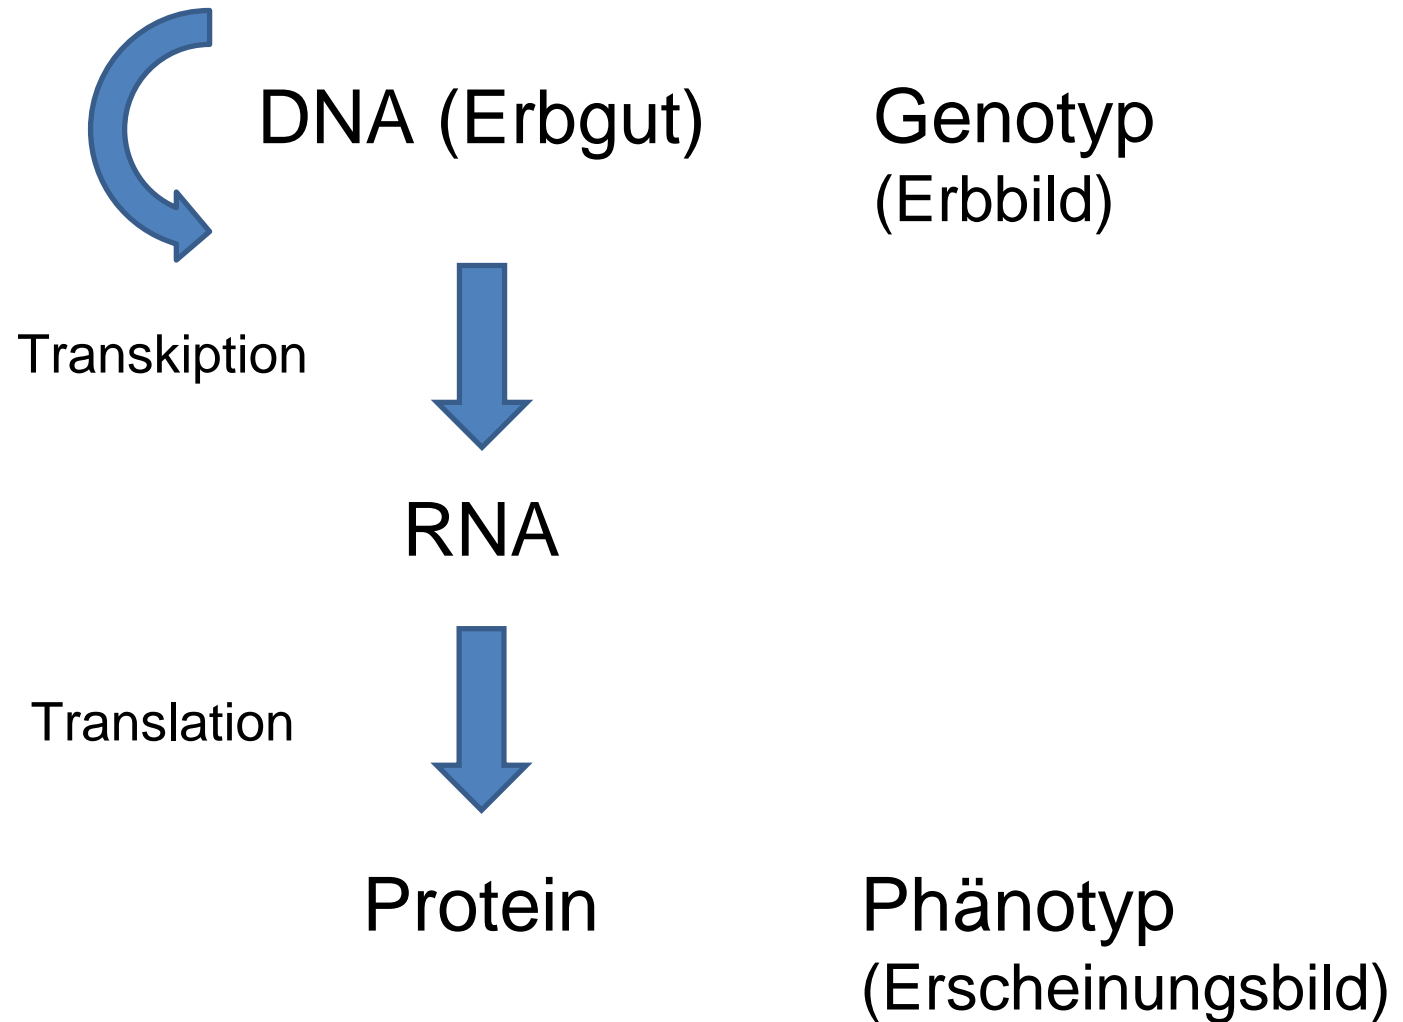 DNA (Erbgut)
Genotyp
(Erbbild)
Transkiption
RNA
Translation
Protein
Phänotyp
(Erscheinungsbild)